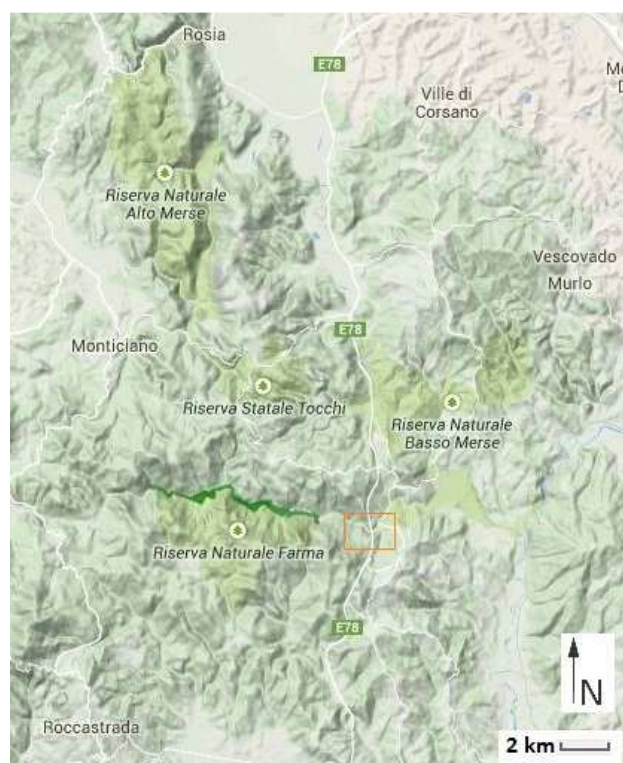 Rosia
E78
Ville di
Corsano
Riserva Naturale
Alto Merse
Vescovado
Murlo
E78
Monticiano
Riserva Statale Tocchi
Riserva Naturale
Basso Merse
Riserva Naturale Farma
E78
N
Roccastrada
2 km